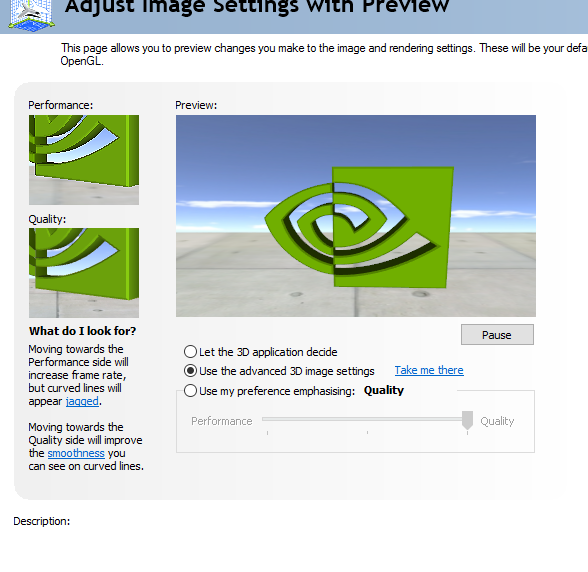 Adjust Image Settings with Preview
This page allows you to preview changes you make to the image and rendering settings. These will be your
OpenGL.
Performance:
Preview:
Quality:
What do I look for?
Moving towards the
Performance side will
increase frame rate,
but curved lines will
appear jagged.
Moving towards the
Quality side will improve
the smoothness you
can see on curved lines.
Pause
Let the 3D application decide
Use the advanced 3D image settings Take me there
Use my preference emphasising: Quality
Performance Quality
Description: